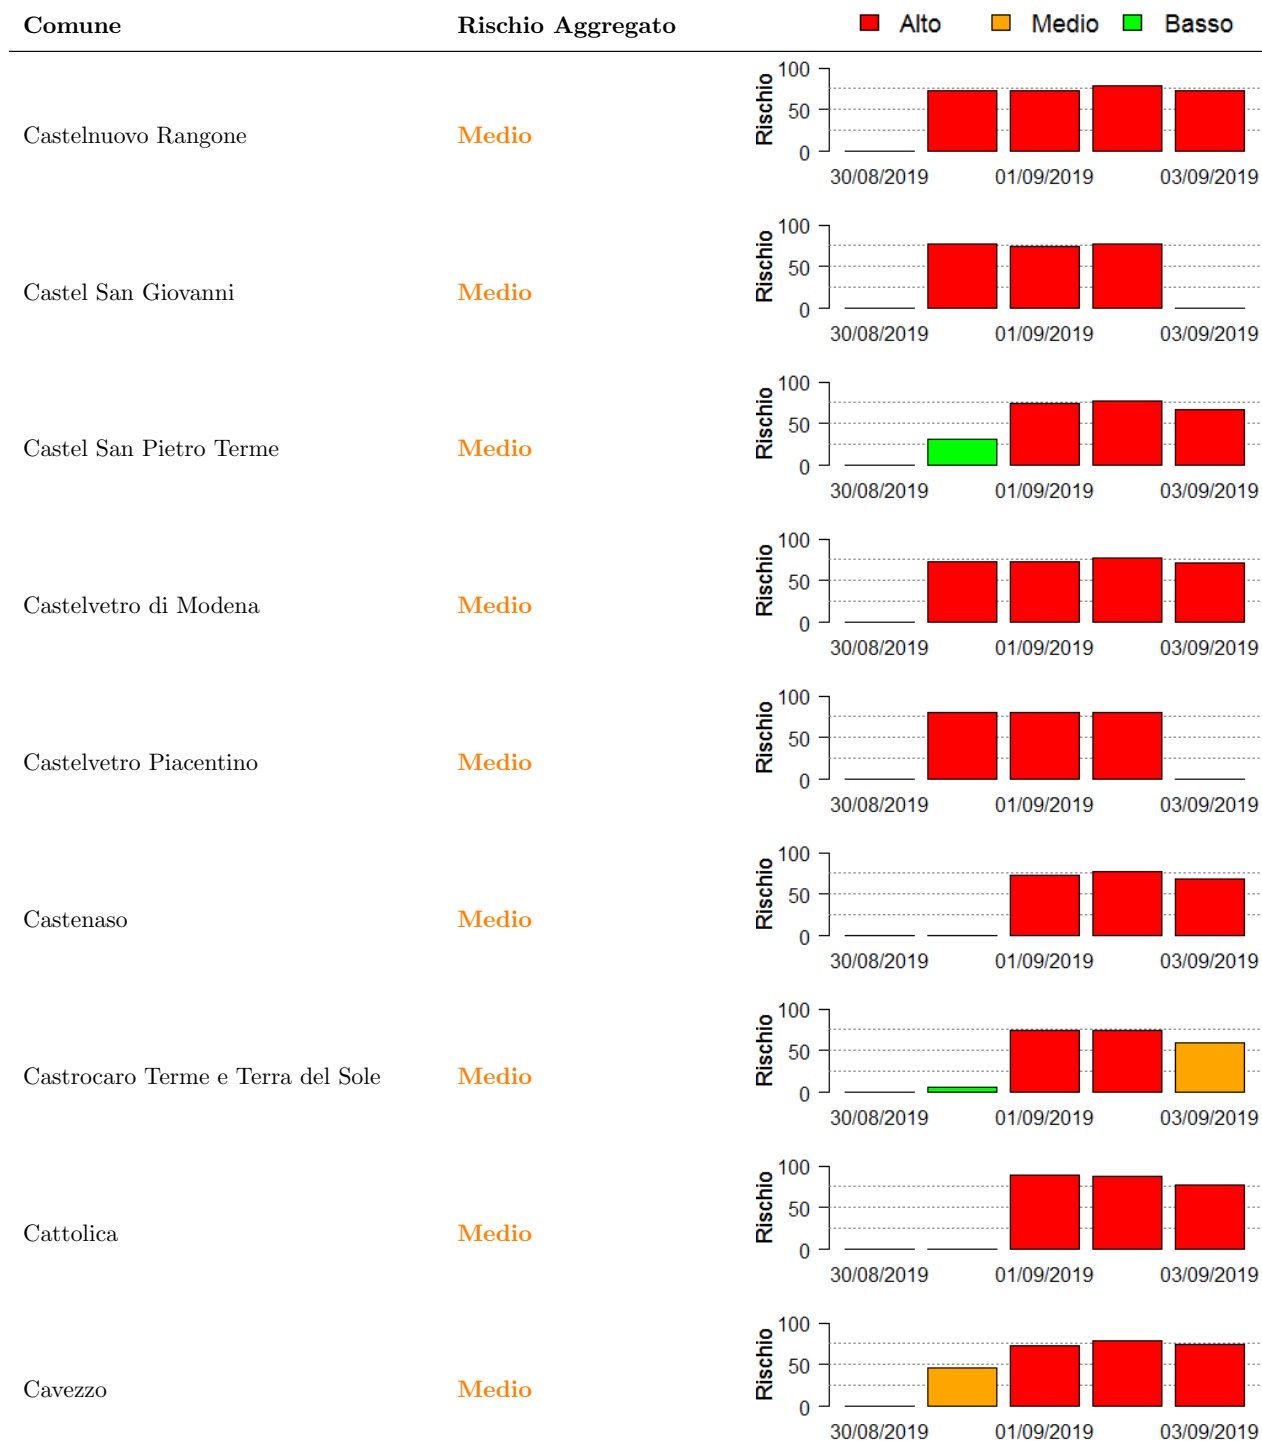 Comune Rischio Aggregato Alto Medio Basso
Castelnuovo Rangone Medio
Rischio
100
50
0
30/08/2019 01/09/2019 03/09/2019
Castel San Giovanni Medio
Rischio
100
50
0
30/08/2019 01/09/2019 03/09/2019
Castel San Pietro Terme Medio
Rischio
100
50
0
30/08/2019 01/09/2019 03/09/2019
Castelvetro di Modena Medio
Rischio
100
50
0
30/08/2019 01/09/2019 03/09/2019
Castelvetro Piacentino Medio
Rischio
100
50
0
30/08/2019 01/09/2019 03/09/2019
Castenaso Medio
Rischio
100
50
0
30/08/2019 01/09/2019 03/09/2019
Castrocaro Terme e Terra del Sole Medio
Rischio
100
50
0
30/08/2019 01/09/2019 03/09/2019
Cattolica Medio
Rischio
100
50
0
30/08/2019 01/09/2019 03/09/2019
Cavezzo Medio
Rischio
100
50
0
30/08/2019 01/09/2019 03/09/2019